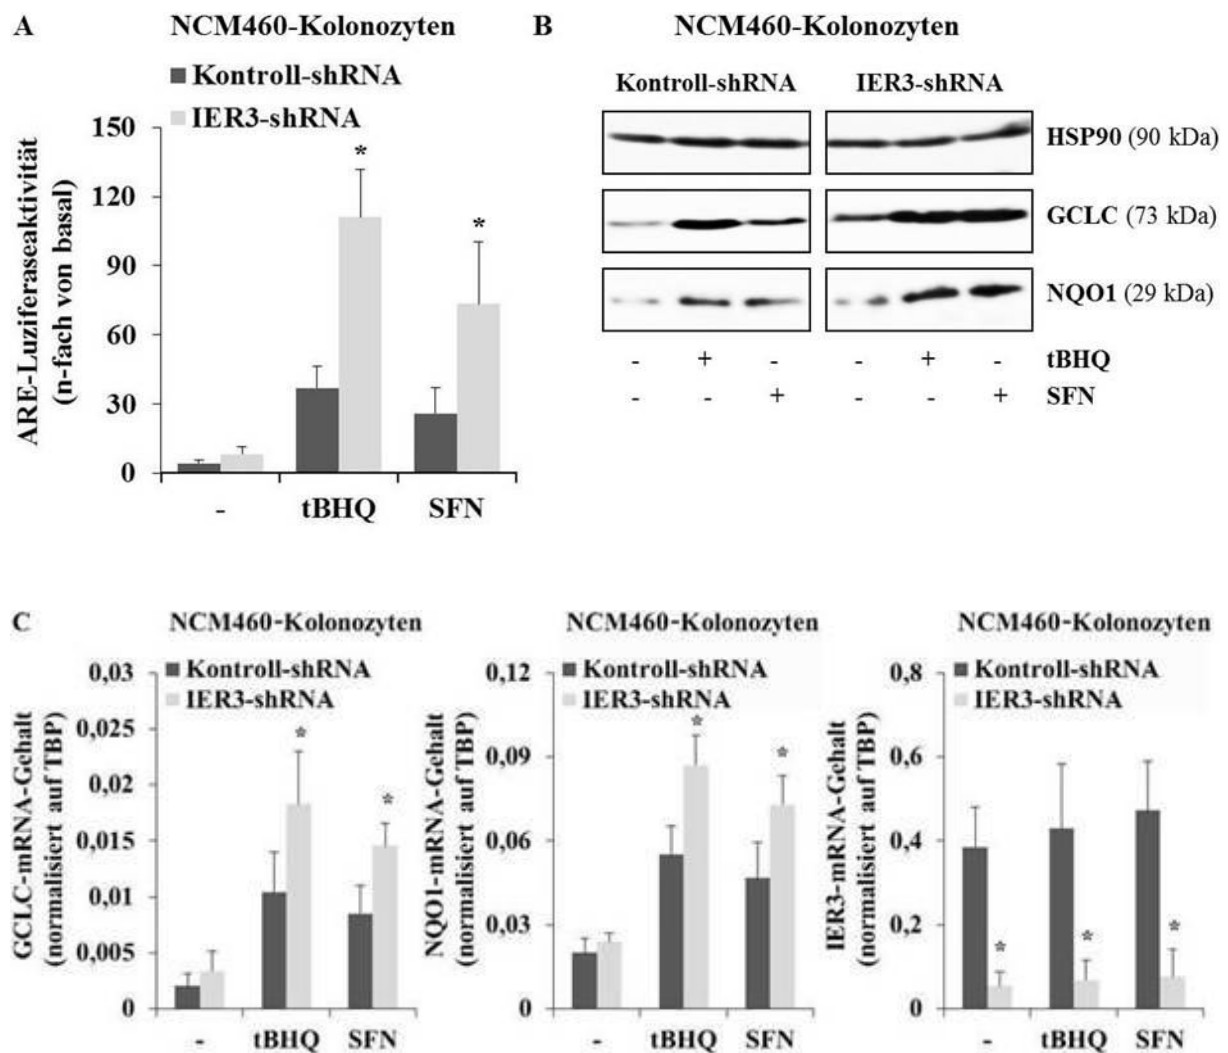 A
NCM460-Kolonozyten
Kontroll-shRNA
IER3-shRNA
ARE-Luziferaseaktivität
(n-fach von basal)
150
120
90
60
30
0
*
*
-
tBHQ
SFN
B
NCM460-Kolonozyten
Kontroll-shRNA
IER3-shRNA
HSP90 (90 kDa)
GCLC (73 kDa)
NQO1 (29 kDa)
- + - - + - tBHQ
- - + - - + SFN
C
NCM460-Kolonozyten
Kontroll-shRNA
IER3-shRNA
GCLC-mRNA-Gehalt
(normalisiert auf TBP)
0,03
0,025
0,02
0,015
0,01
0,005
0
*
*
-
tBHQ
SFN
NCM460-Kolonozyten
Kontroll-shRNA
IER3-shRNA
NQO1-mRNA-Gehalt
(normalisiert auf TBP)
0,12
0,09
0,06
0,03
0
*
*
-
tBHQ
SFN
NCM460-Kolonozyten
Kontroll-shRNA
IER3-shRNA
IER3-mRNA-Gehalt
(normalisiert auf TBP)
0,8
0,6
0,4
0,2
0
*
*
*
-
tBHQ
SFN